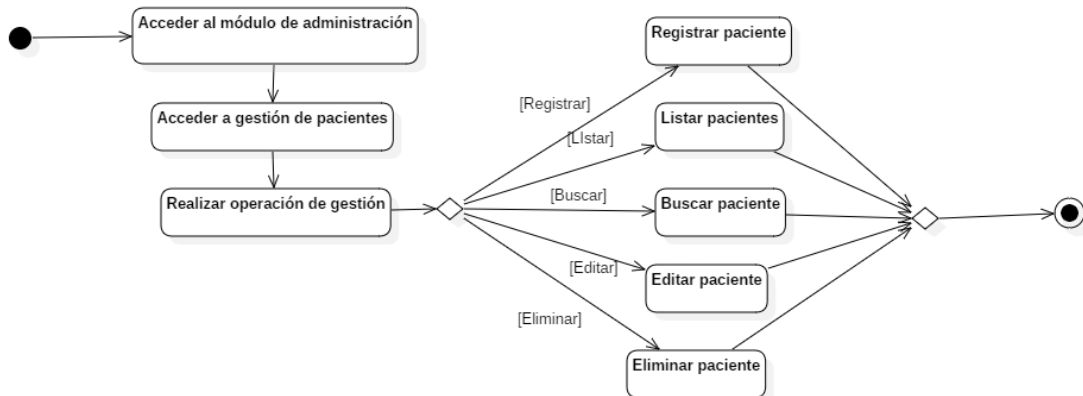 Acceder al módulo de administración
Acceder a gestión de pacientes
Realizar operación de gestión
[Registrar]
[LIstar]
[Buscar]
[Editar]
[Eliminar]
Registrar paciente
Listar pacientes
Buscar paciente
Editar paciente
Eliminar paciente